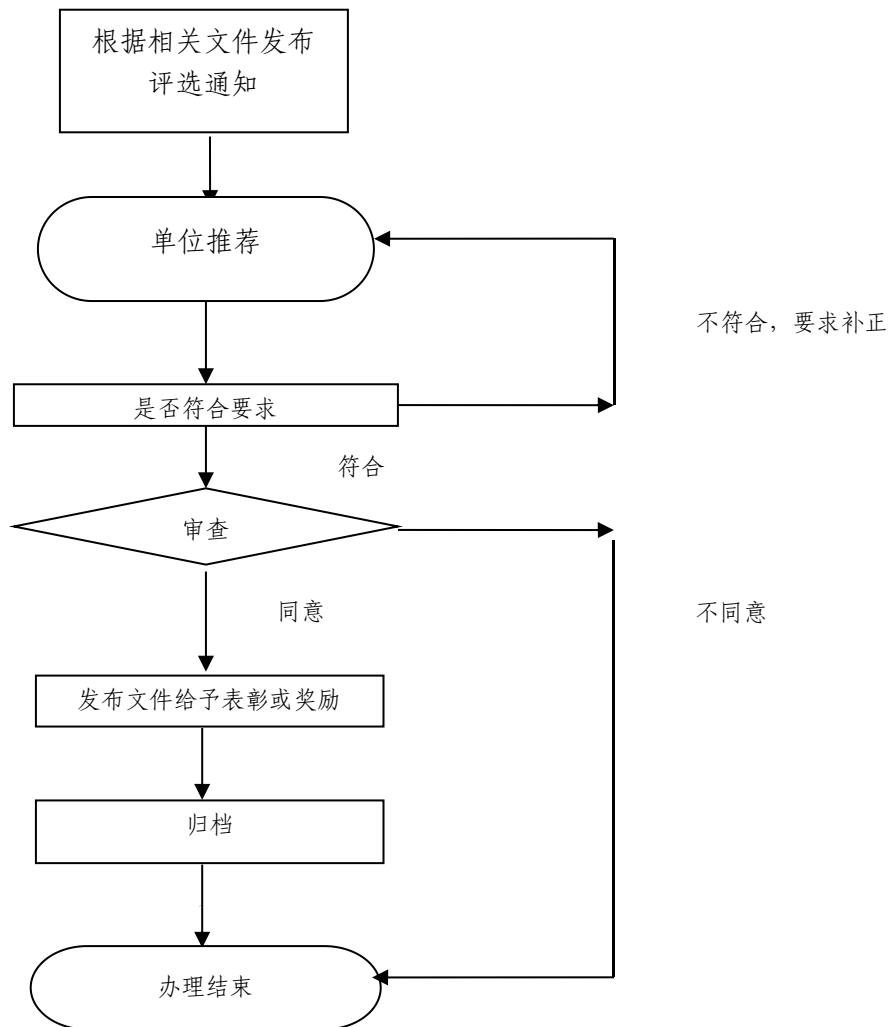 根据相关文件发布
评选通知
单位推荐
不符合，要求补正
是否符合要求
符合
审查
同意
不同意
发布文件给予表彰或奖励
归档
办理结束